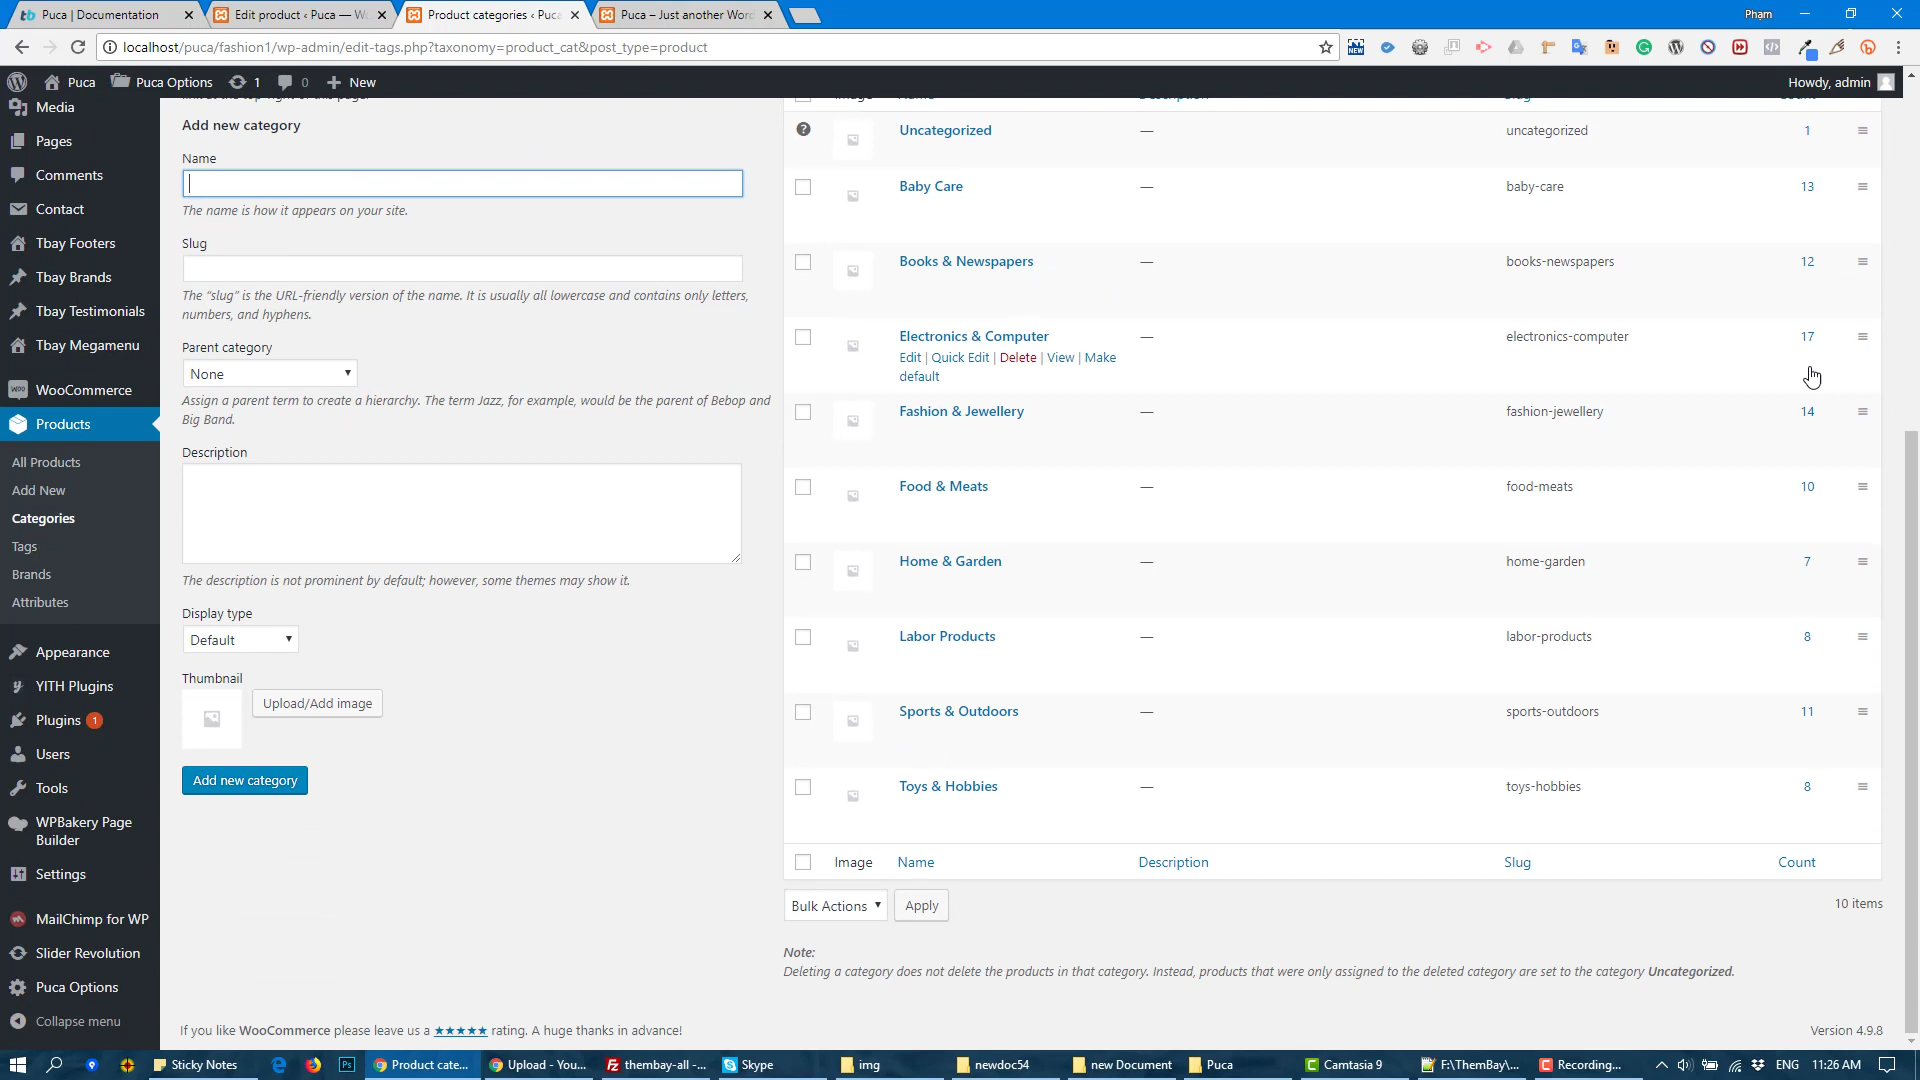 Puca | Documentation
Edit product ‹ Puca — Wo
Product categories ‹ Puca
Puca – Just another Word
Phạm
localhost/puca/fashion1/wp-admin/edit-tags.php?taxonomy=product_cat&post_type=product
Puca
Puca Options
1
0
New
Howdy, admin
Media
Pages
Comments
Contact
Tbay Footers
Tbay Brands
Tbay Testimonials
Tbay Megamenu
WooCommerce
Products
All Products
Add New
Categories
Tags
Brands
Attributes
Appearance
YITH Plugins
Plugins 1
Users
Tools
WPBakery Page
Builder
Settings
MailChimp for WP
Slider Revolution
Puca Options
Collapse menu
Add new category
Name
The name is how it appears on your site.
Slug
The “slug” is the URL-friendly version of the name. It is usually all lowercase and contains only letters,
numbers, and hyphens.
Parent category
None
Assign a parent term to create a hierarchy. The term Jazz, for example, would be the parent of Bebop and
Big Band.
Description
The description is not prominent by default; however, some themes may show it.
Display type
Default
Thumbnail
Upload/Add image
Add new category
Uncategorized — uncategorized 1
Baby Care — baby-care 13
Books & Newspapers — books-newspapers 12
Electronics & Computer — electronics-computer 17
Edit | Quick Edit | Delete | View | Make
default
Fashion & Jewellery — fashion-jewellery 14
Food & Meats — food-meats 10
Home & Garden — home-garden 7
Labor Products — labor-products 8
Sports & Outdoors — sports-outdoors 11
Toys & Hobbies — toys-hobbies 8
Image Name Description Slug Count
Bulk Actions Apply 10 items
Note:
Deleting a category does not delete the products in that category. Instead, products that were only assigned to the deleted category are set to the category Uncategorized.
If you like WooCommerce please leave us a ★★★★★ rating. A huge thanks in advance!
Version 4.9.8
Sticky Notes
Product cate...
Upload - You...
thembay-all -...
Skype
img
newdoc54
new Document
Puca
Camtasia 9
F:\ThemBay\...
Recording...
ENG
11:26 AM